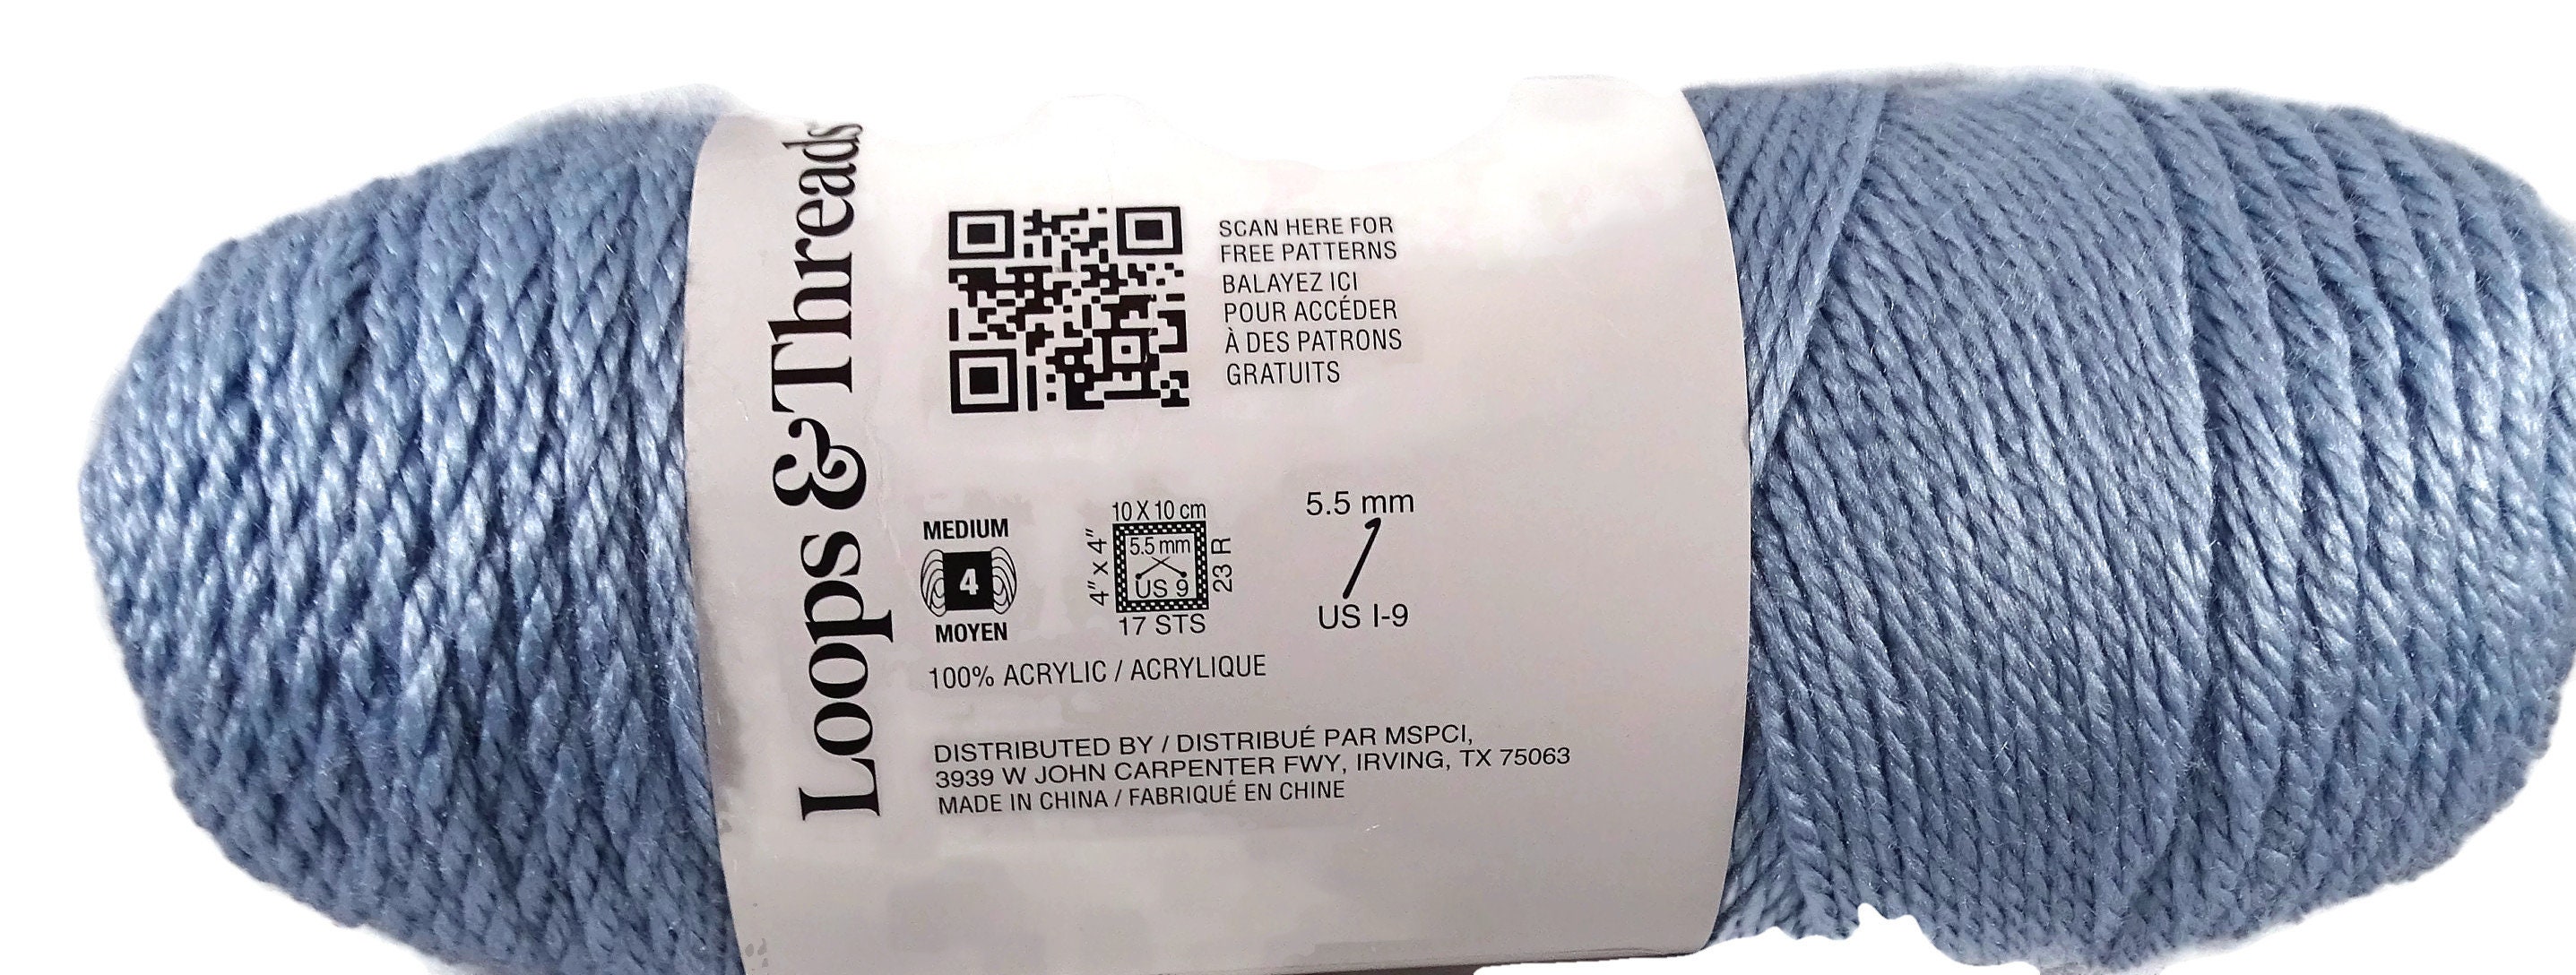 Loops & Threads
SCAN HERE FOR
FREE PATTERNS
BALAYEZ ICI
POUR ACCÉDER
À DES PATRONS
GRATUITS
MEDIUM
4
MOYEN
10 X 10 cm
4" x 4"
5.5 mm
US 9
23 R
17 STS
5.5 mm
US I-9
100% ACRYLIC / ACRYLIQUE
DISTRIBUTED BY / DISTRIBUÉ PAR MSPCI,
3939 W JOHN CARPENTER FWY, IRVING, TX 75063
MADE IN CHINA / FABRIQUÉ EN CHINE